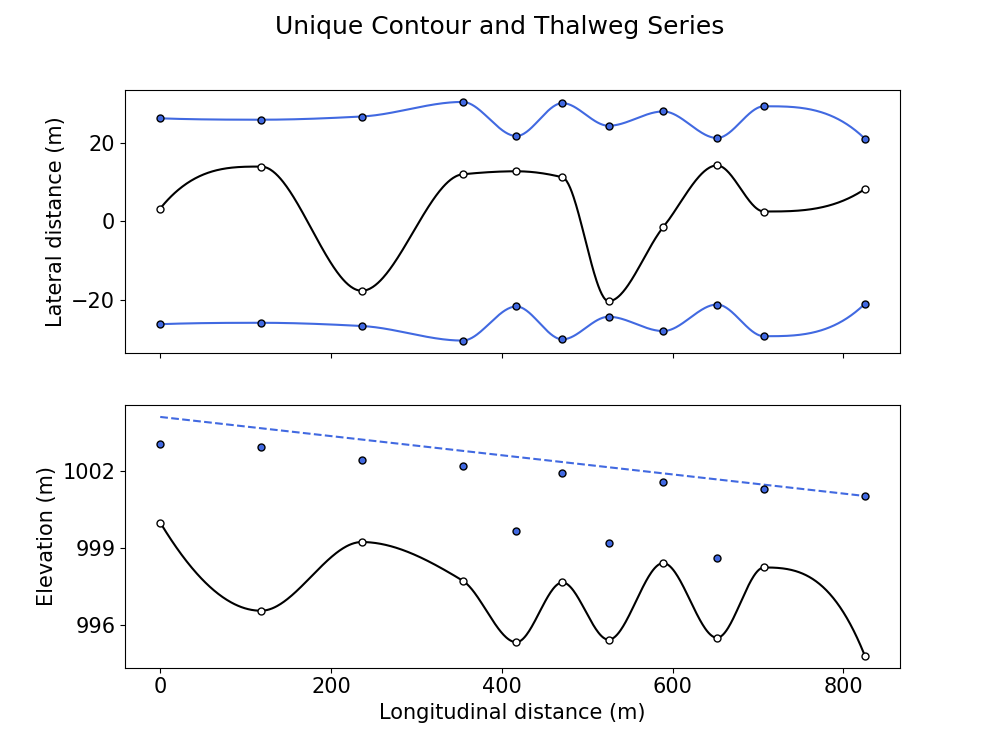 Unique Contour and Thalweg Series
Lateral distance (m)
20
0
−20
Elevation (m)
1002
999
996
0 200 400 600 800
Longitudinal distance (m)